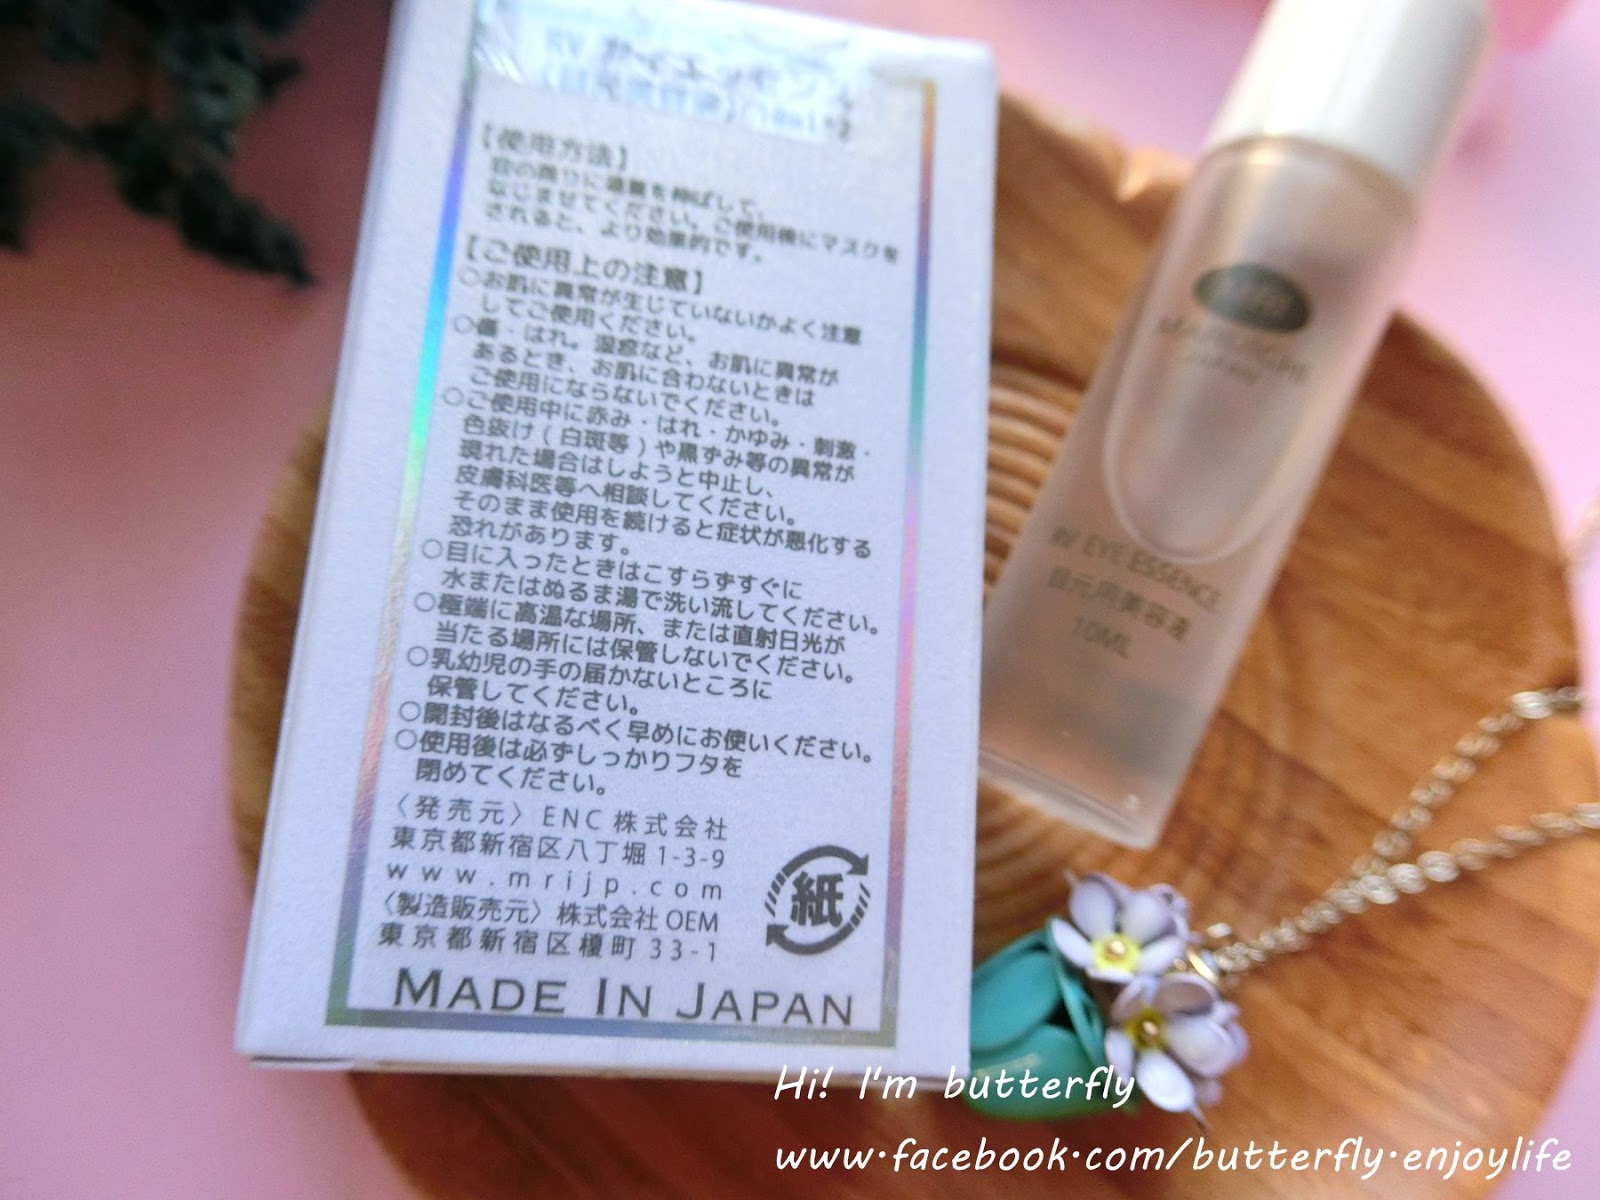 RV アイエッセンス
10ml
【使用方法】
目の周りに適量を伸ばして、
なじませてください。ご使用後にマスクを
されると、より効果的です。
【ご使用上の注意】
○お肌に異常が生じていないかよく注意
してご使用ください。
○傷・はれ。湿疹など、お肌に異常が
あるとき、お肌に合わないときは
ご使用にならないでください。
○ご使用中に赤み・はれ・かゆみ・刺激・
色抜け(白斑等)や黒ずみ等の異常が
現れた場合はしようと中止し、
皮膚科医等へ相談してください。
そのまま使用を続けると症状が悪化する
恐れがあります。
○目に入ったときはこすらずすぐに
水またはぬるま湯で洗い流してください。
○極端に高温な場所、または直射日光が
当たる場所には保管しないでください。
○乳幼児の手の届かないところに
保管してください。
○開封後はなるべく早めにお使いください。
○使用後は必ずしっかりフタを
閉めてください。
〈発売元〉ENC 株式会社
東京都新宿区八丁堀 1-3-9
www.mrijp.com
〈製造販売元〉株式会社 OEM
東京都新宿区榎町 33-1
紙
MADE IN JAPAN
RV EYE ESSENCE
目元用美容液
10ML
Hi! I'm butterfly
www.facebook.com/butterfly.enjoylife